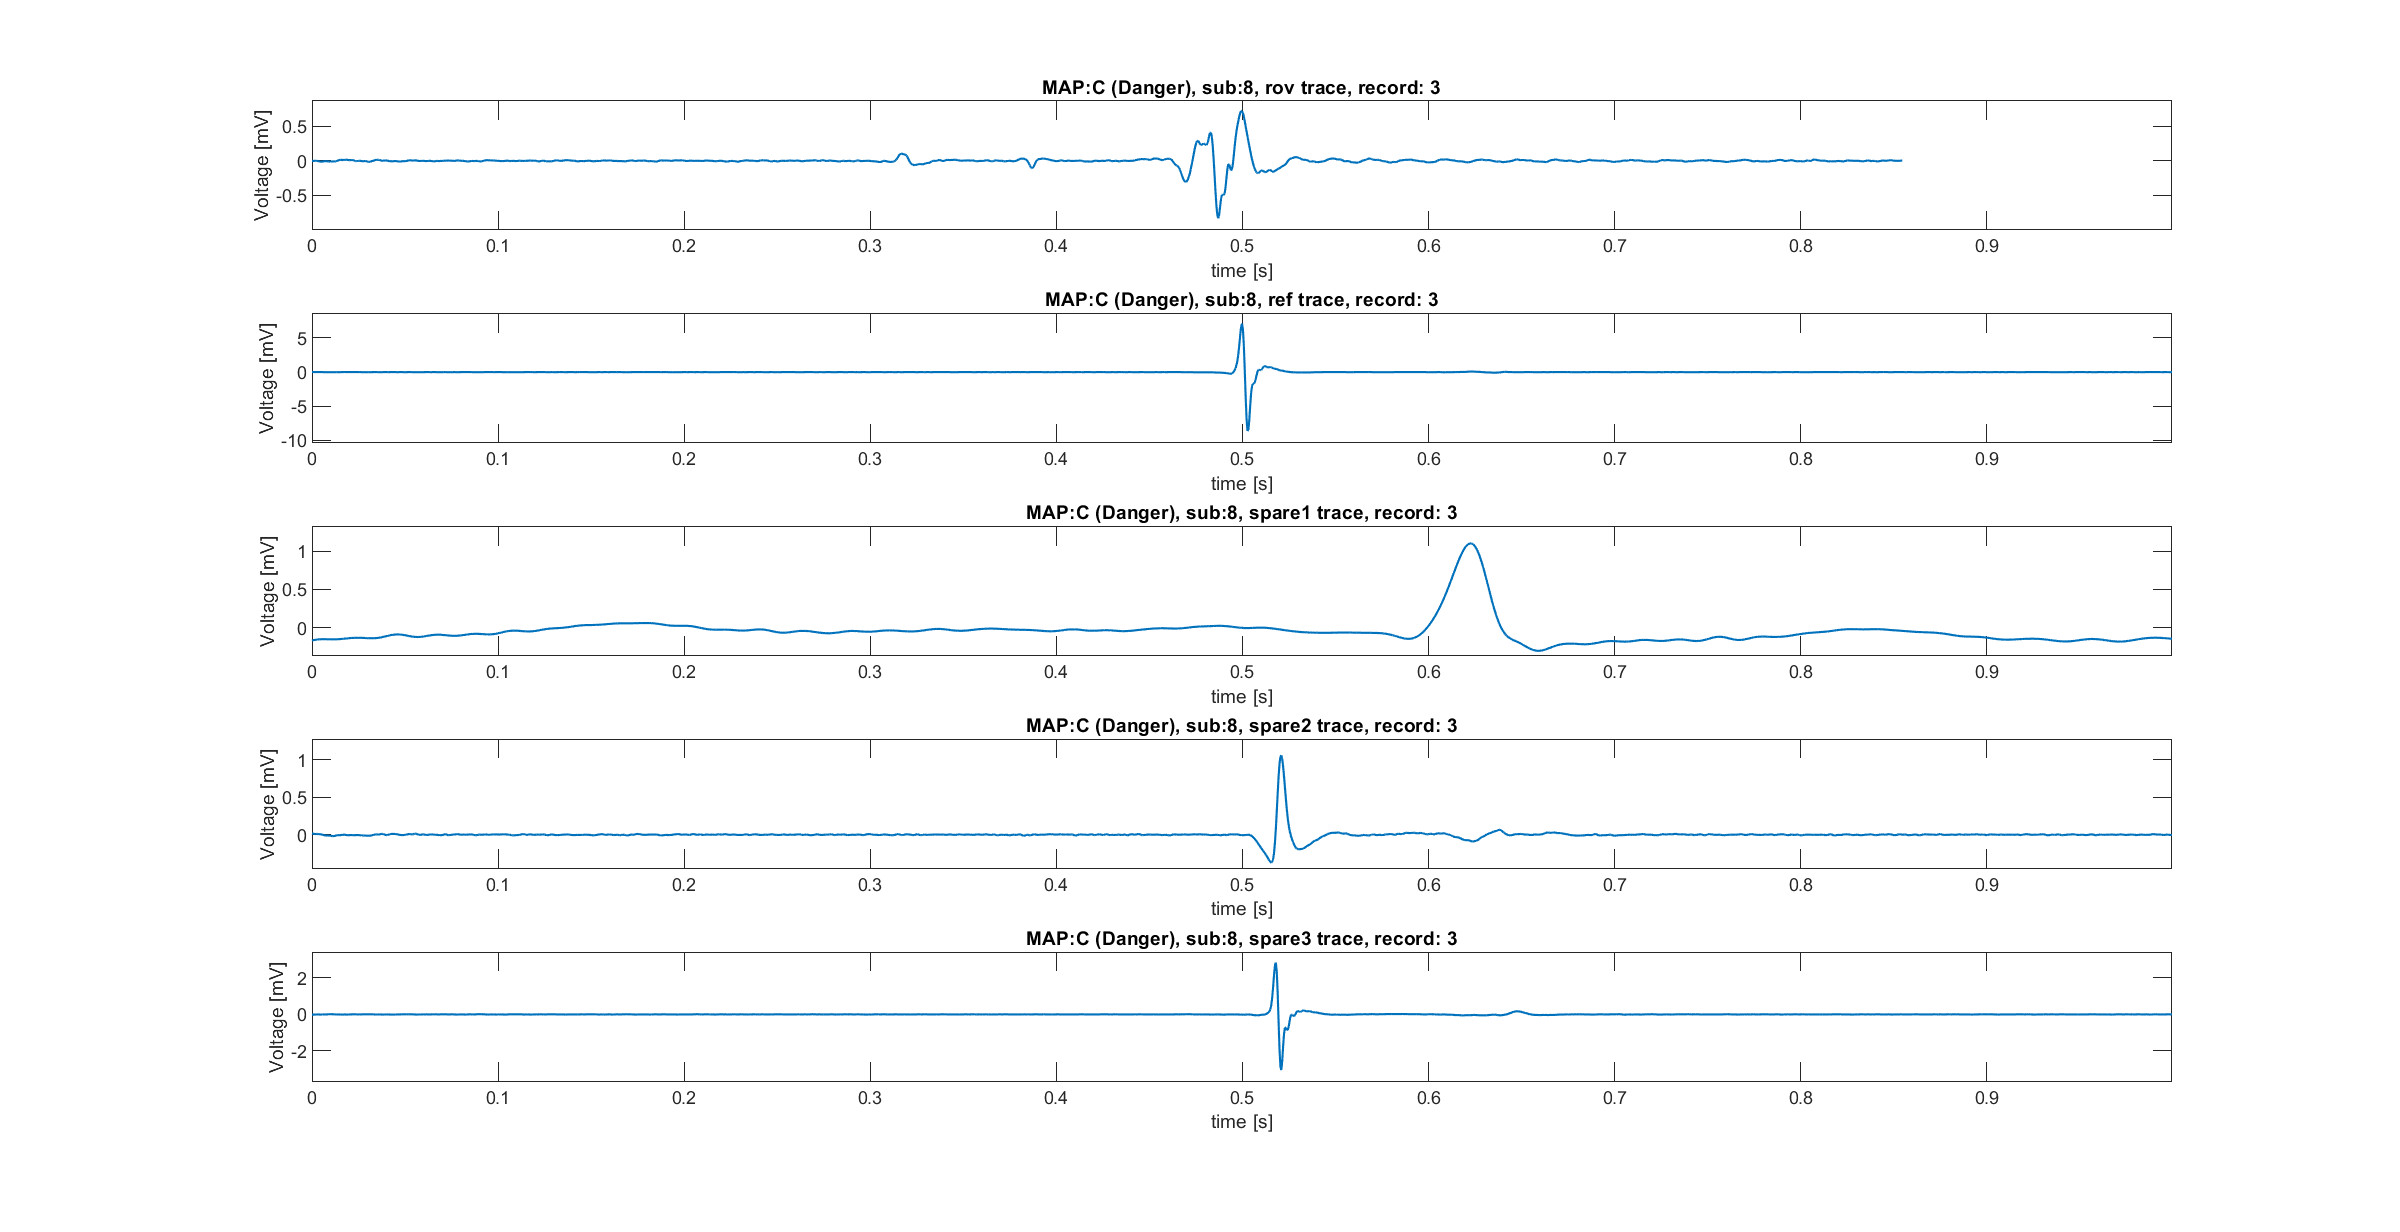 MAP:C (Danger), sub:8, rov trace, record: 3
Voltage [mV]
0.5
0
-0.5
0 0.1 0.2 0.3 0.4 0.5 0.6 0.7 0.8 0.9
time [s]
MAP:C (Danger), sub:8, ref trace, record: 3
Voltage [mV]
5
0
-5
-10
0 0.1 0.2 0.3 0.4 0.5 0.6 0.7 0.8 0.9
time [s]
MAP:C (Danger), sub:8, spare1 trace, record: 3
Voltage [mV]
1
0.5
0
0 0.1 0.2 0.3 0.4 0.5 0.6 0.7 0.8 0.9
time [s]
MAP:C (Danger), sub:8, spare2 trace, record: 3
Voltage [mV]
1
0.5
0
0 0.1 0.2 0.3 0.4 0.5 0.6 0.7 0.8 0.9
time [s]
MAP:C (Danger), sub:8, spare3 trace, record: 3
Voltage [mV]
2
0
-2
0 0.1 0.2 0.3 0.4 0.5 0.6 0.7 0.8 0.9
time [s]